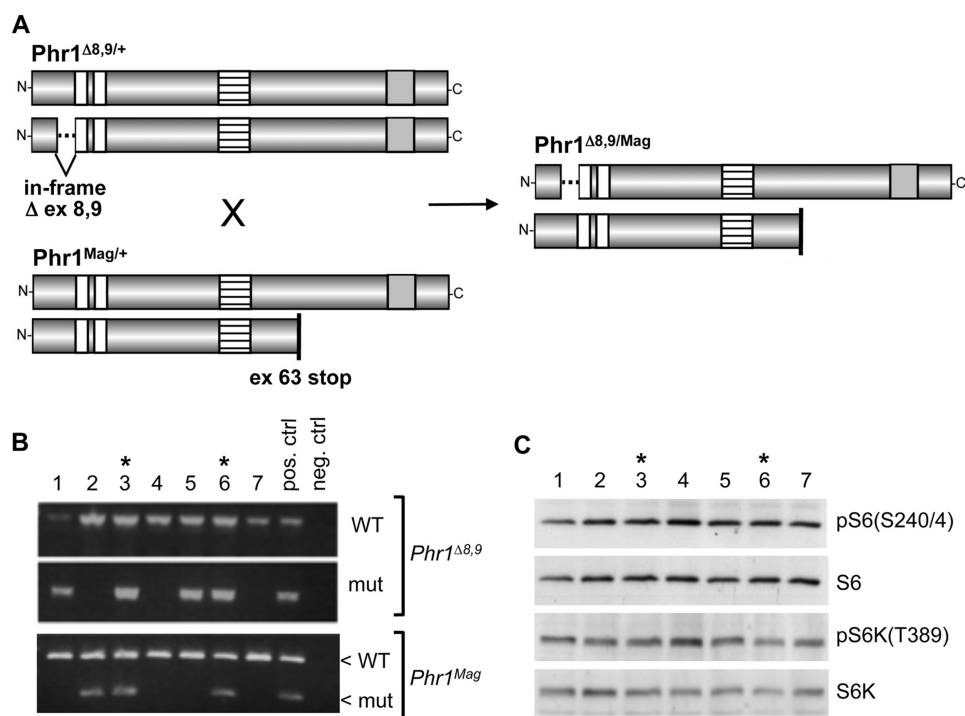 A
Phr1Δ8,9/+
N- -C
N- -C
in-frame
Δ ex 8,9
X
Phr1Mag/+
N- -C
N-
ex 63 stop
Phr1Δ8,9/Mag
N- -C
N-
B
* *
1 2 3 4 5 6 7 pos. ctrl neg. ctrl
WT
mut
Phr1Δ8,9
< WT
< mut
Phr1Mag
C
* *
1 2 3 4 5 6 7
pS6(S240/4)
S6
pS6K(T389)
S6K